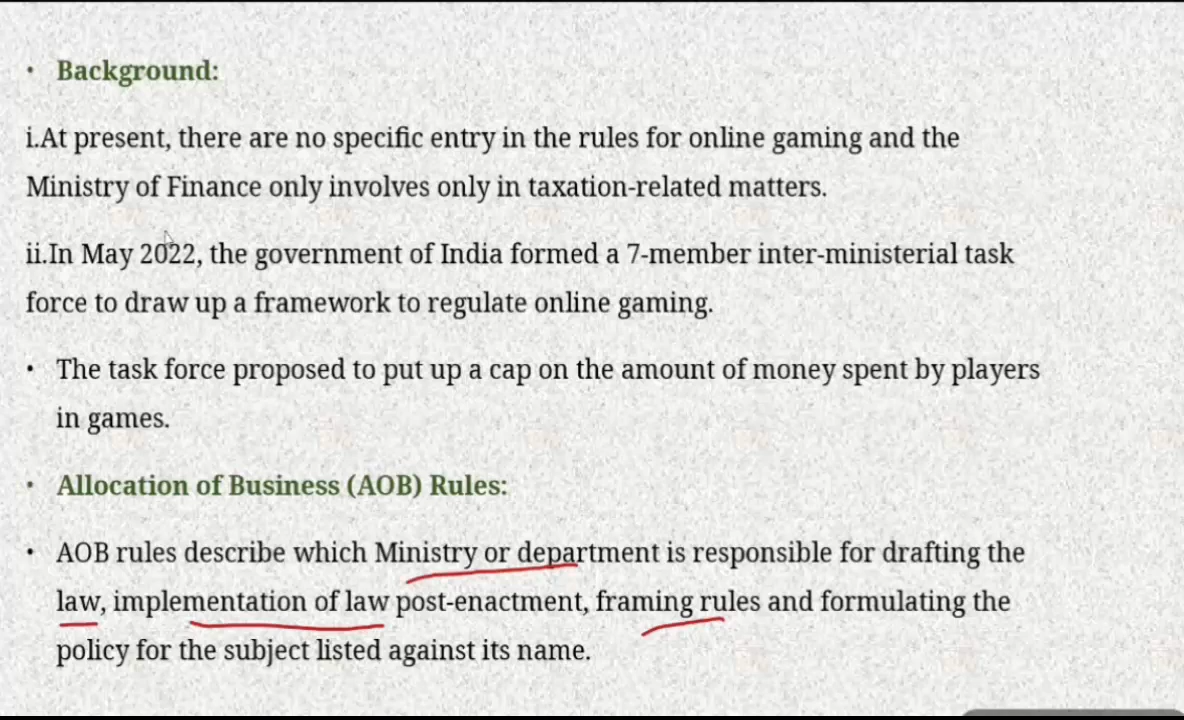 • Background:
i.At present, there are no specific entry in the rules for online gaming and the
Ministry of Finance only involves only in taxation-related matters.
ii.In May 2022, the government of India formed a 7-member inter-ministerial task
force to draw up a framework to regulate online gaming.
• The task force proposed to put up a cap on the amount of money spent by players
in games.
• Allocation of Business (AOB) Rules:
• AOB rules describe which Ministry or department is responsible for drafting the
law, implementation of law post-enactment, framing rules and formulating the
policy for the subject listed against its name.